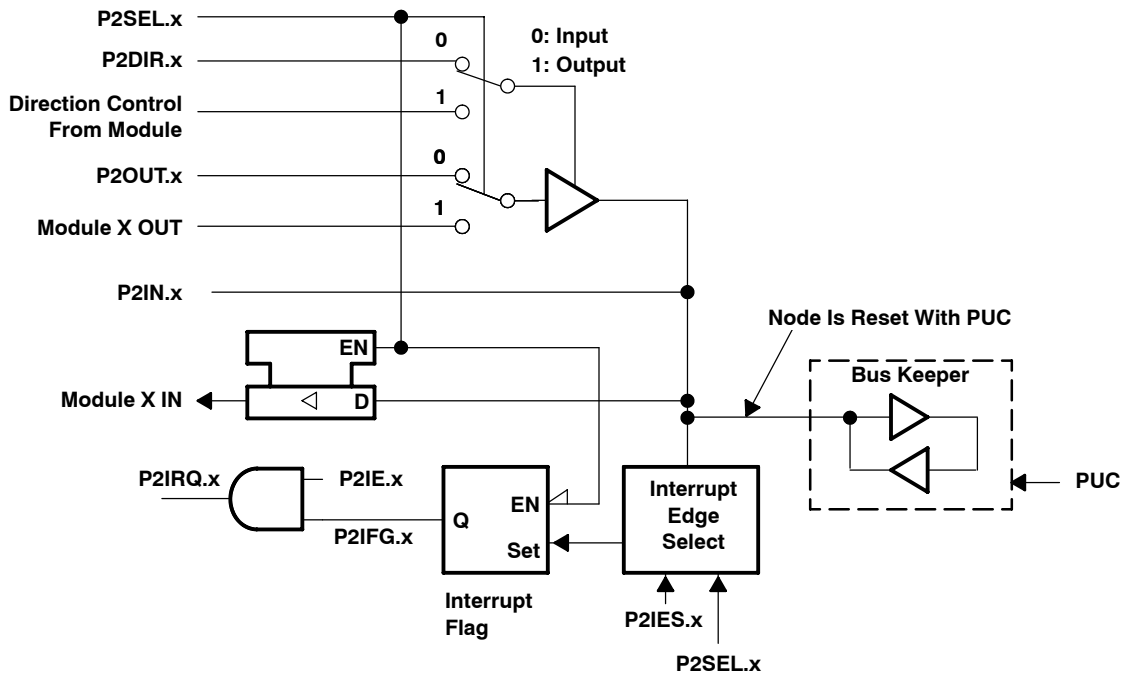 P2SEL.x
0
P2DIR.x
0: Input
1: Output
1
Direction Control
From Module
0
P2OUT.x
1
Module X OUT
P2IN.x
Node Is Reset With PUC
EN
Bus Keeper
Module X IN
D
P2IRQ.x
P2IE.x
PUC
Interrupt
Edge
Select
EN
Q
P2IFG.x
Set
Interrupt
Flag
P2IES.x
P2SEL.x